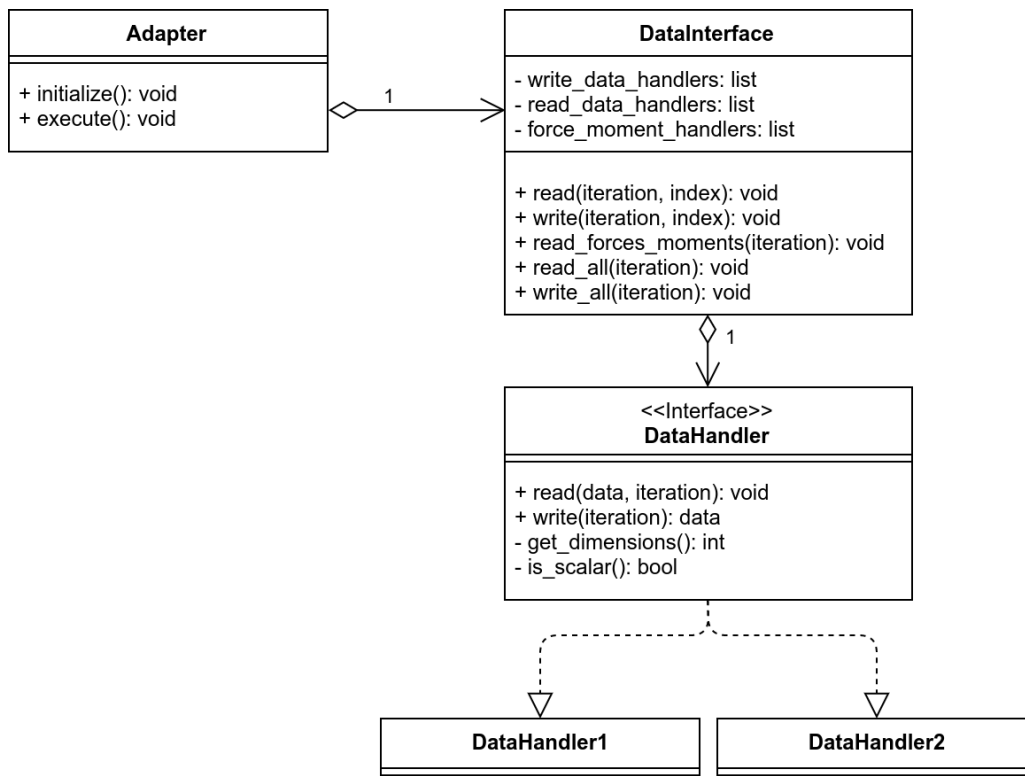 Adapter
+ initialize(): void
+ execute(): void
1
DataInterface
- write_data_handlers: list
- read_data_handlers: list
- force_moment_handlers: list
+ read(iteration, index): void
+ write(iteration, index): void
+ read_forces_moments(iteration): void
+ read_all(iteration): void
+ write_all(iteration): void
1
<<Interface>>
DataHandler
+ read(data, iteration): void
+ write(iteration): data
- get_dimensions(): int
- is_scalar(): bool
DataHandler1
DataHandler2